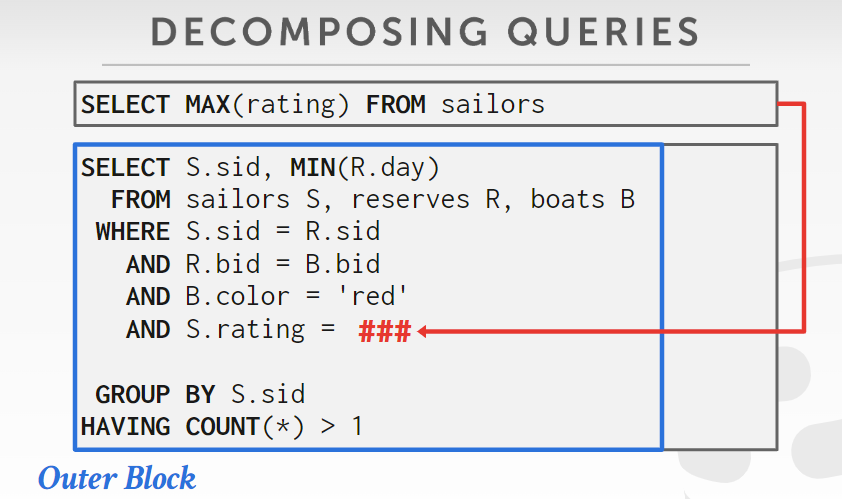 DECOMPOSING QUERIES
SELECT MAX(rating) FROM sailors
SELECT S.sid, MIN(R.day)
FROM sailors S, reserves R, boats B
WHERE S.sid = R.sid
AND R.bid = B.bid
AND B.color = 'red'
AND S.rating = ###
GROUP BY S.sid
HAVING COUNT(*) > 1
Outer Block